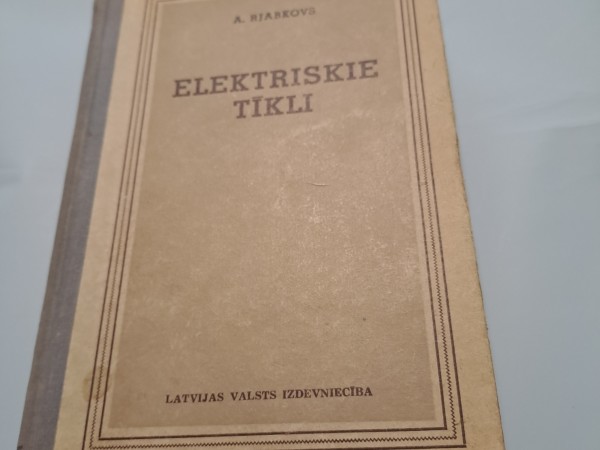 A. RJABKOVS
ELEKTRISKIE
TĪKLI
LATVIJAS VALSTS IZDEVNIECĪBA